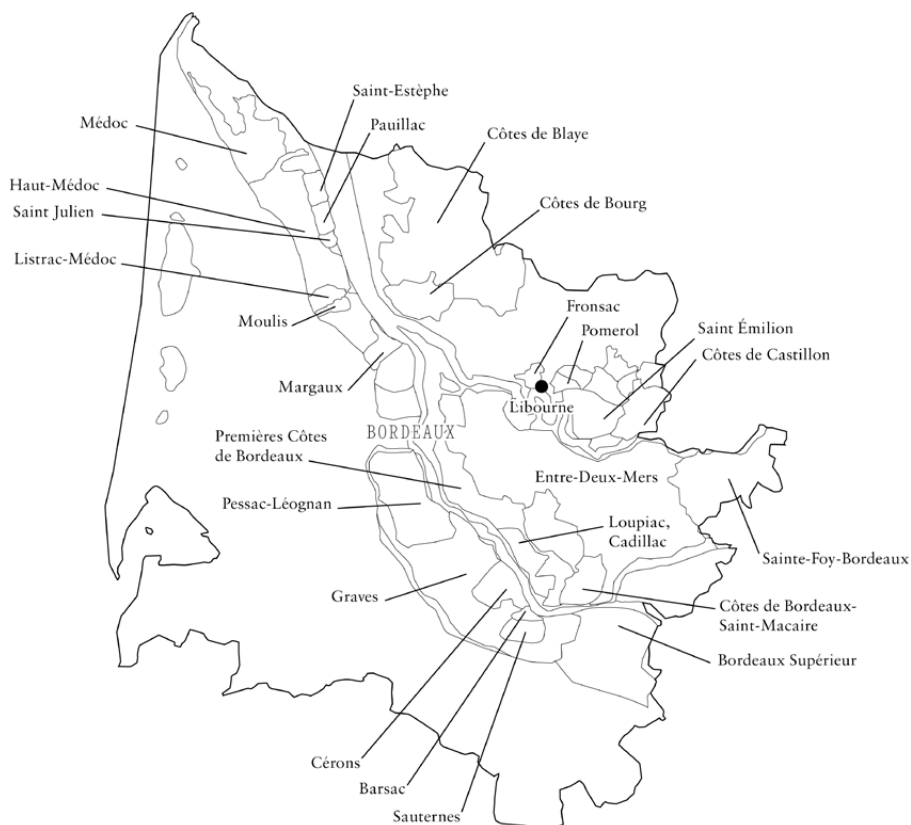 Saint-Estèphe
Médoc
Pauillac
Côtes de Blaye
Haut-Médoc
Côtes de Bourg
Saint Julien
Listrac-Médoc
Fronsac
Moulis
Pomerol
Saint Émilion
Côtes de Castillon
Margaux
Libourne
BORDEAUX
Premières Côtes
de Bordeaux
Entre-Deux-Mers
Pessac-Léognan
Loupiac,
Cadillac
Sainte-Foy-Bordeaux
Graves
Côtes de Bordeaux-
Saint-Macaire
Bordeaux Supérieur
Cérons
Barsac
Sauternes